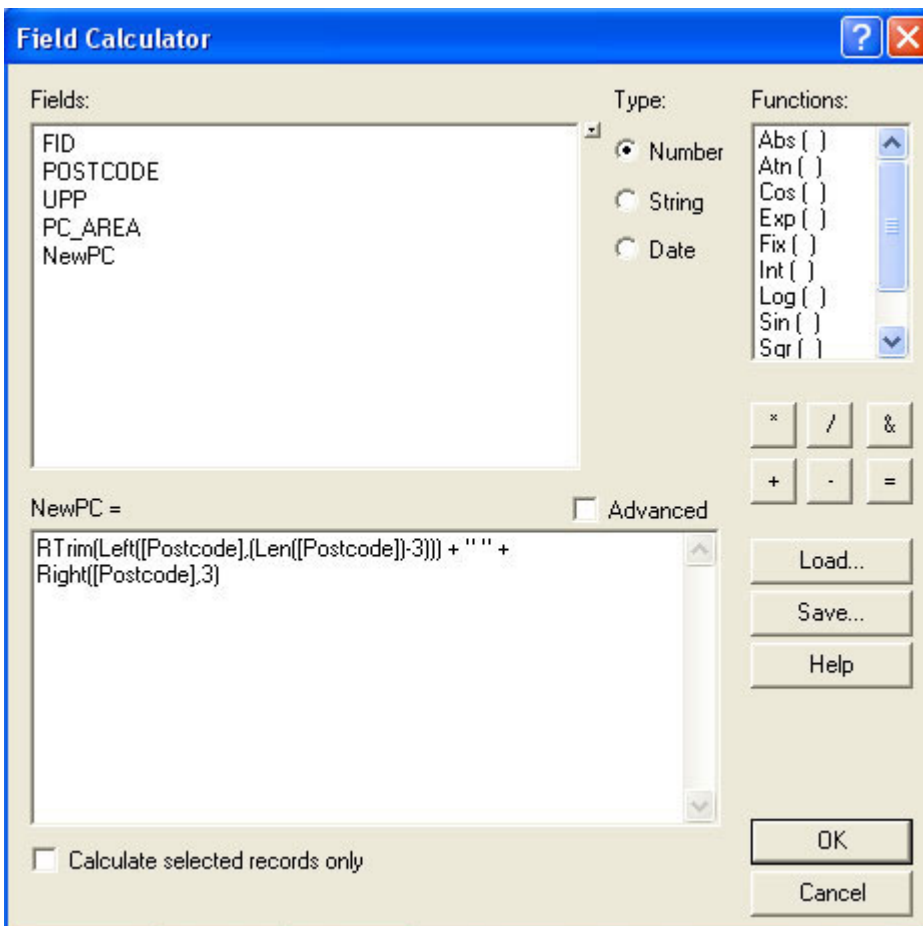 Field Calculator
Fields:
FID
POSTCODE
UPP
PC_AREA
NewPC
Type:
Number
String
Date
Functions:
Abs ( )
Atn ( )
Cos ( )
Exp ( )
Fix ( )
Int ( )
Log ( )
Sin ( )
Sqr ( )
* / &
+ - =
NewPC =
Advanced
RTrim(Left([Postcode],(Len([Postcode])-3))) + " " +
Right([Postcode],3)
Load...
Save...
Help
Calculate selected records only
OK
Cancel